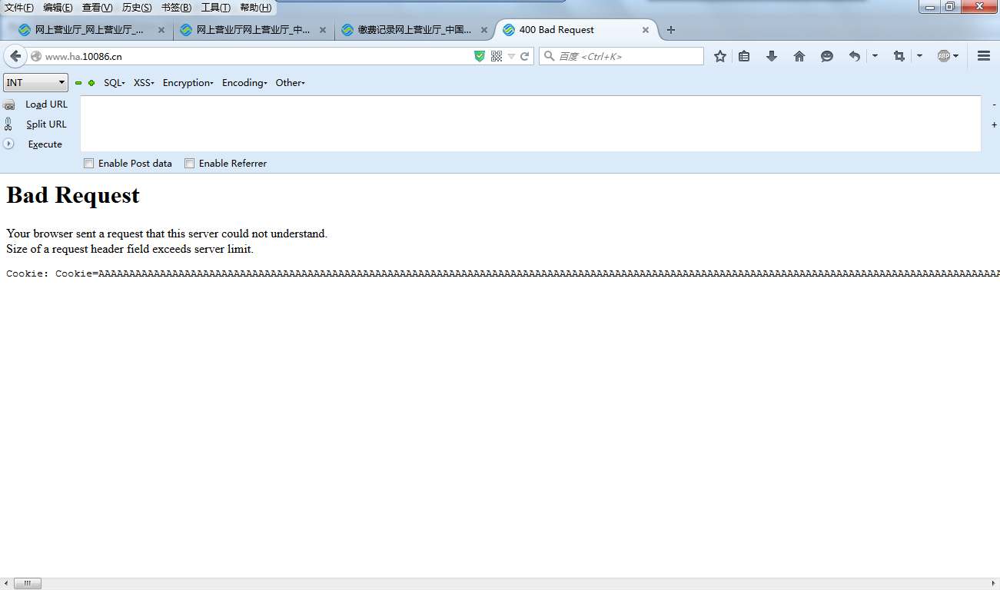 文件(F) 编辑(E) 查看(V) 历史(S) 书签(B) 工具(T) 帮助(H)
网上营业厅_网上营业厅_... 网上营业厅网上营业厅_中... 缴费记录网上营业厅_中国... 400 Bad Request
www.ha.10086.cn 百度 <Ctrl+K> ABP
INT SQL XSS Encryption Encoding Other
Load URL
Split URL
Execute
Enable Post data Enable Referrer
Bad Request
Your browser sent a request that this server could not understand.
Size of a request header field exceeds server limit.
Cookie: Cookie=AAAAAAAAAAAAAAAAAAAAAAAAAAAAAAAAAAAAAAAAAAAAAAAAAAAAAAAAAAAAAAAAAAAAAAAAAAAAAAAAAAAAAAAAAAAAAAAAAAAAAAAAAAAAAAAAAAAAAAAAAAAAAAAAAAAAAAAAAAAAAAAAAAA